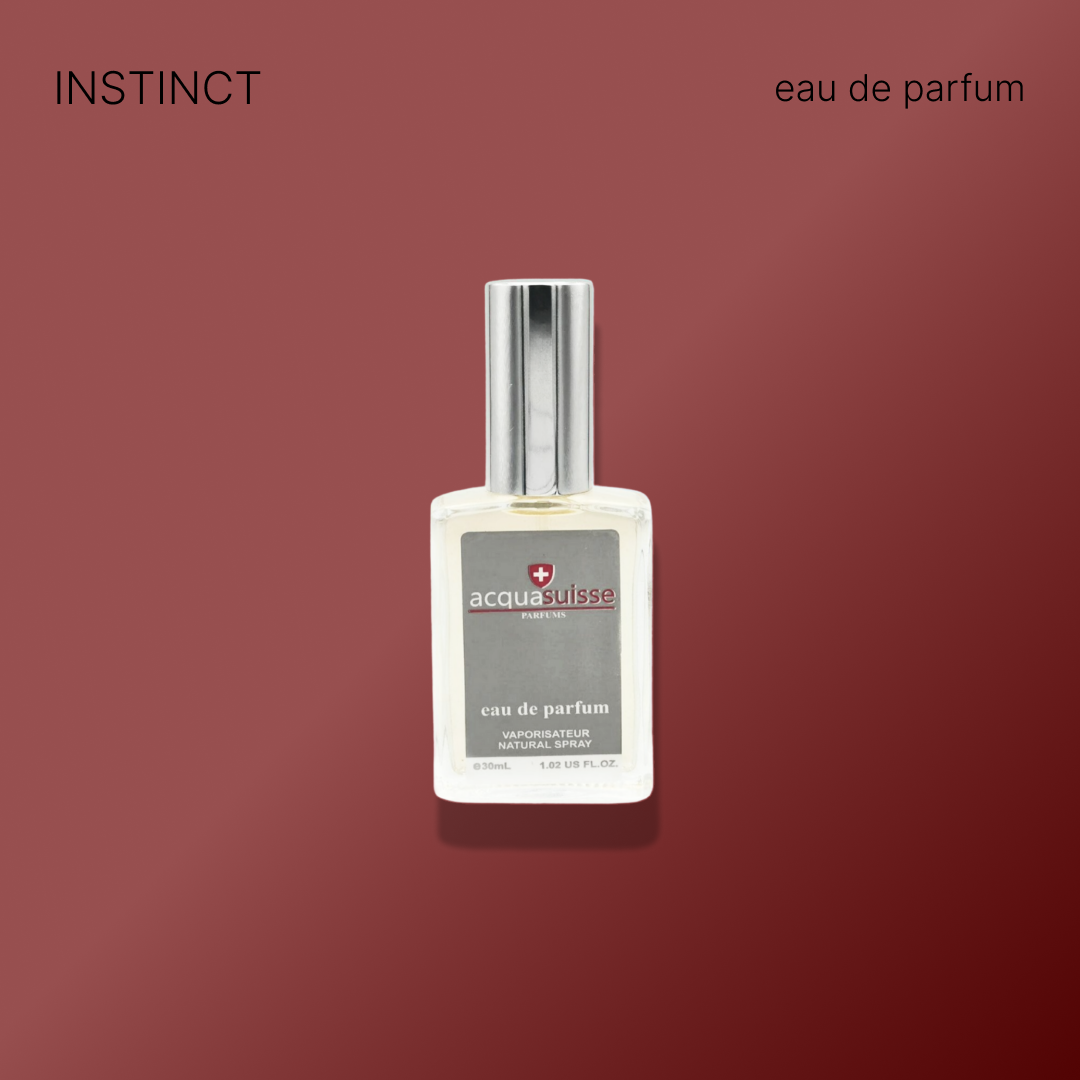 INSTINCT
eau de parfum
acquasuisse
PARFUMS
eau de parfum
VAPORISATEUR
NATURAL SPRAY
℮30mL 1.02 US FL.OZ.